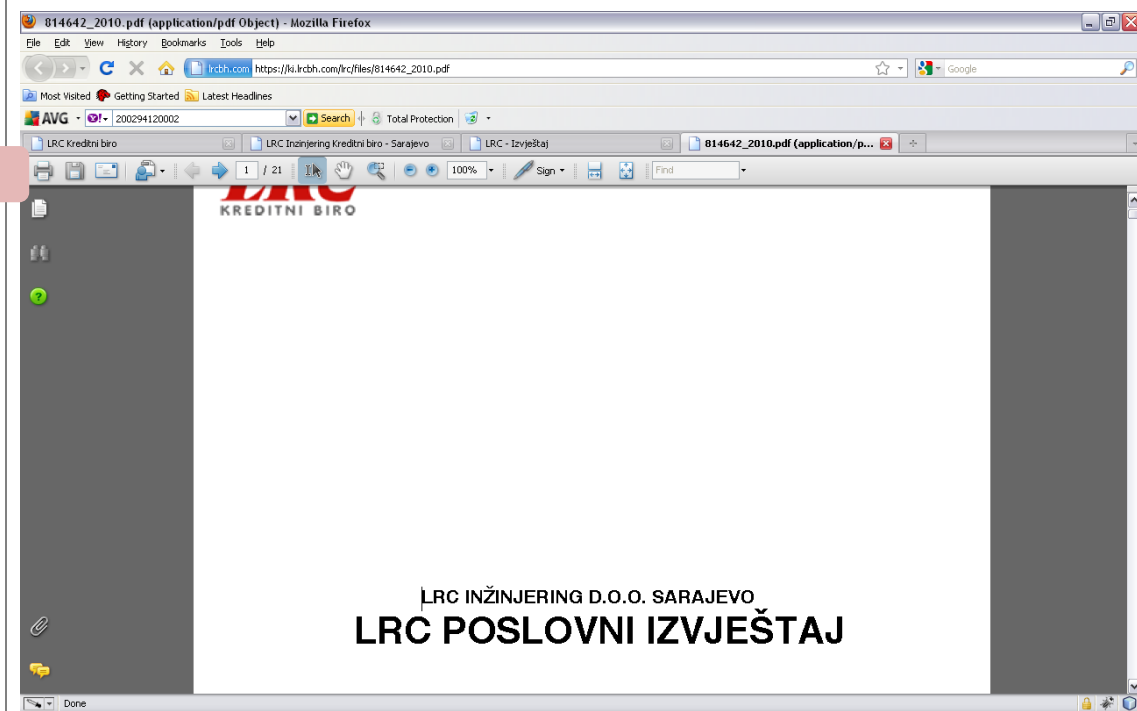 814642_2010.pdf (application/pdf Object) - Mozilla Firefox
File Edit View History Bookmarks Tools Help
lrcbh.com https://ki.lrcbh.com/lrc/files/814642_2010.pdf Google
Most Visited Getting Started Latest Headlines
AVG 200294120002 Search Total Protection
LRC Kreditni biro LRC Inzinjering Kreditni biro - Sarajevo LRC - Izvještaj 814642_2010.pdf (application/p...
1 / 21 100% Sign Find
LRC
KREDITNI BIRO
LRC INŽINJERING D.O.O. SARAJEVO
LRC POSLOVNI IZVJEŠTAJ
Done